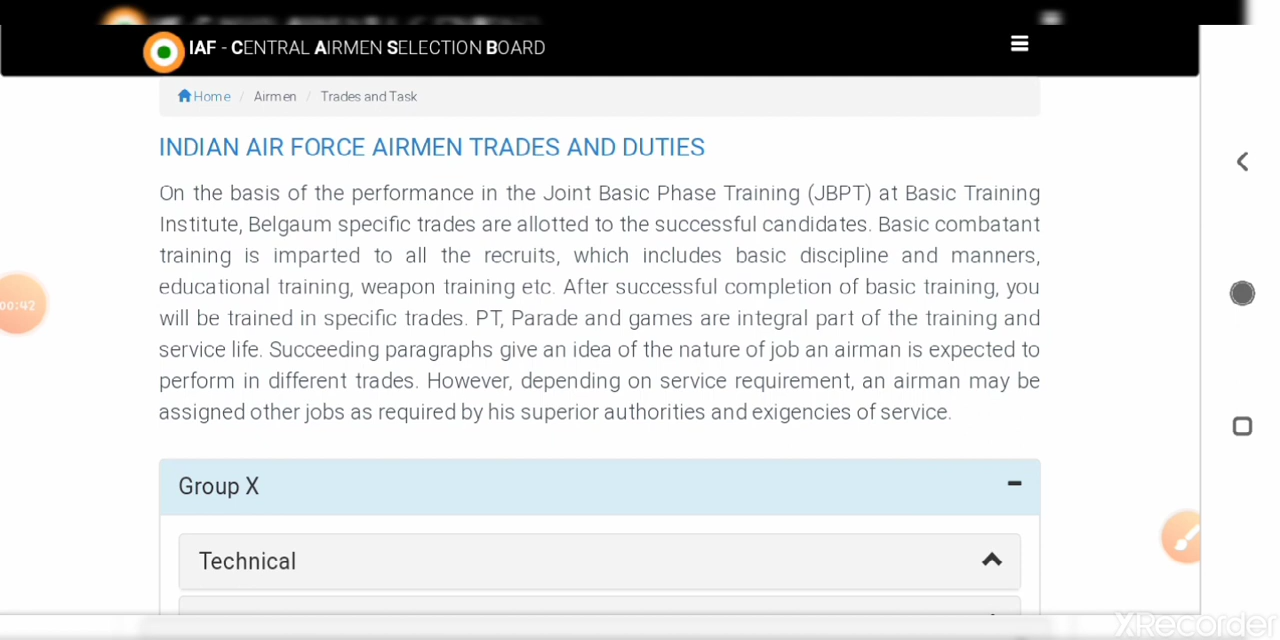 IAF - CENTRAL AIRMEN SELECTION BOARD
Home / Airmen / Trades and Task
INDIAN AIR FORCE AIRMEN TRADES AND DUTIES
On the basis of the performance in the Joint Basic Phase Training (JBPT) at Basic Training
Institute, Belgaum specific trades are allotted to the successful candidates. Basic combatant
training is imparted to all the recruits, which includes basic discipline and manners,
educational training, weapon training etc. After successful completion of basic training, you
will be trained in specific trades. PT, Parade and games are integral part of the training and
service life. Succeeding paragraphs give an idea of the nature of job an airman is expected to
perform in different trades. However, depending on service requirement, an airman may be
assigned other jobs as required by his superior authorities and exigencies of service.
00:42
Group X
Technical
XRecorder